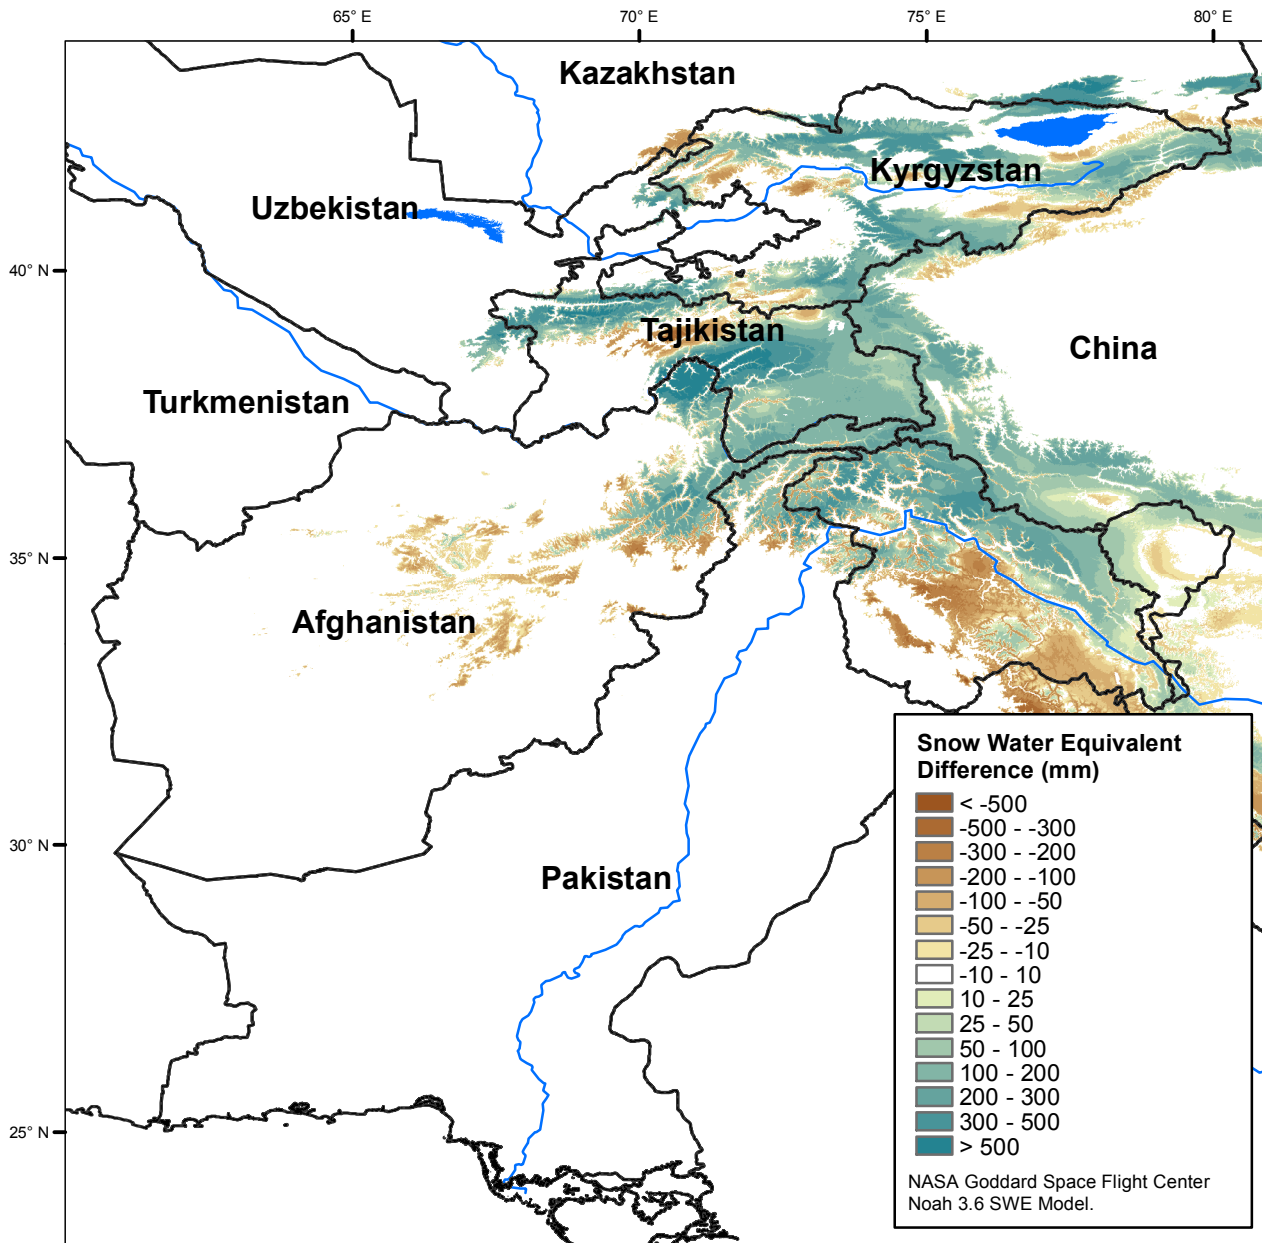 65° E
70° E
75° E
80° E
Kazakhstan
Kyrgyzstan
Uzbekistan
40° N
Tajikistan
China
Turkmenistan
35° N
Afghanistan
30° N
Pakistan
25° N
Snow Water Equivalent
Difference (mm)
< -500
-500 - -300
-300 - -200
-200 - -100
-100 - -50
-50 - -25
-25 - -10
-10 - 10
10 - 25
25 - 50
50 - 100
100 - 200
200 - 300
300 - 500
> 500
NASA Goddard Space Flight Center
Noah 3.6 SWE Model.